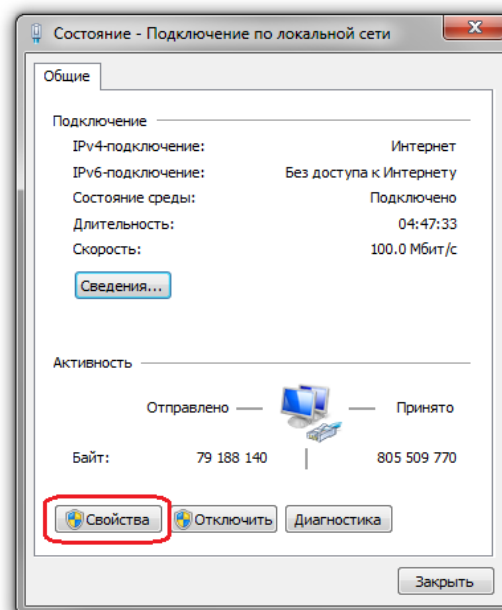 Состояние - Подключение по локальной сети
Общие
Подключение
IPv4-подключение: Интернет
IPv6-подключение: Без доступа к Интернету
Состояние среды: Подключено
Длительность: 04:47:33
Скорость: 100.0 Мбит/с
Сведения...
Активность
Отправлено — — Принято
Байт: 79 188 140 805 509 770
Свойства Отключить Диагностика
Закрыть